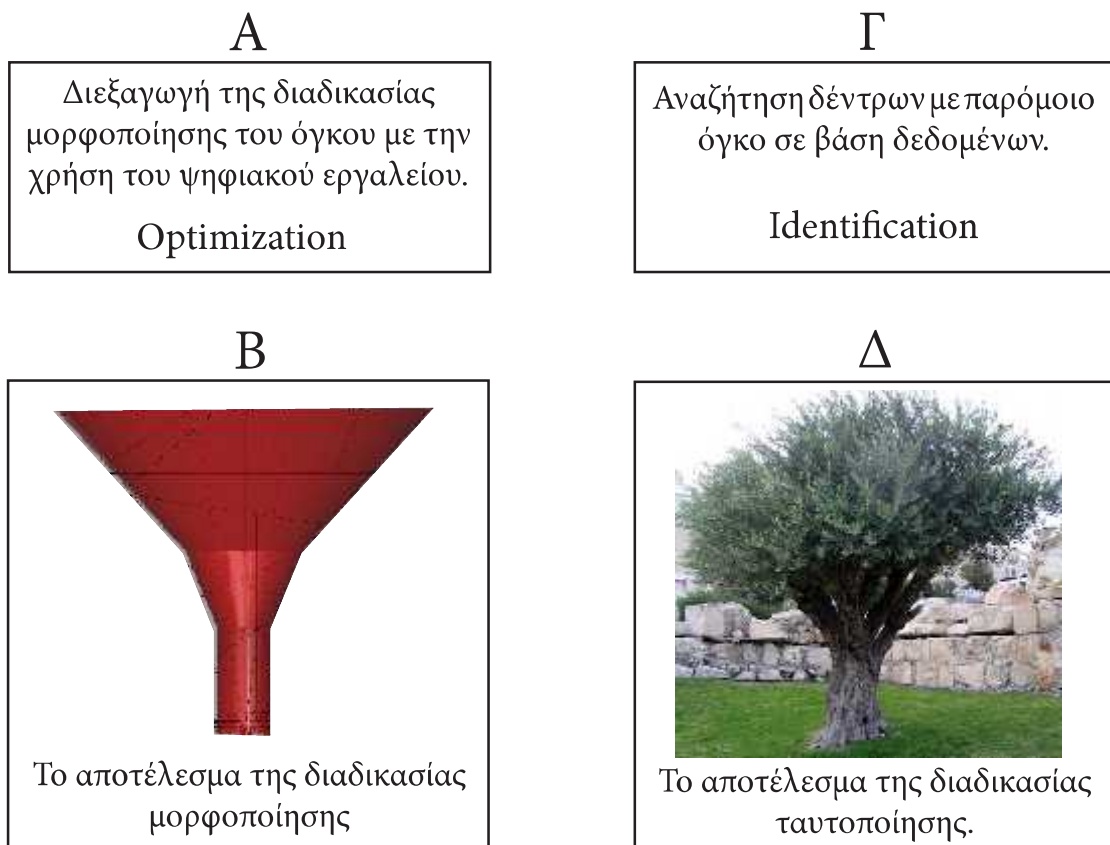 Α
Διεξαγωγή της διαδικασίας
μορφοποίησης του όγκου με την
χρήση του ψηφιακού εργαλείου.
Optimization
Β
Το αποτέλεσμα της διαδικασίας
μορφοποίησης
Γ
Αναζήτηση δέντρων με παρόμοιο
όγκο σε βάση δεδομένων.
Identification
Δ
Το αποτέλεσμα της διαδικασίας
ταυτοποίησης.